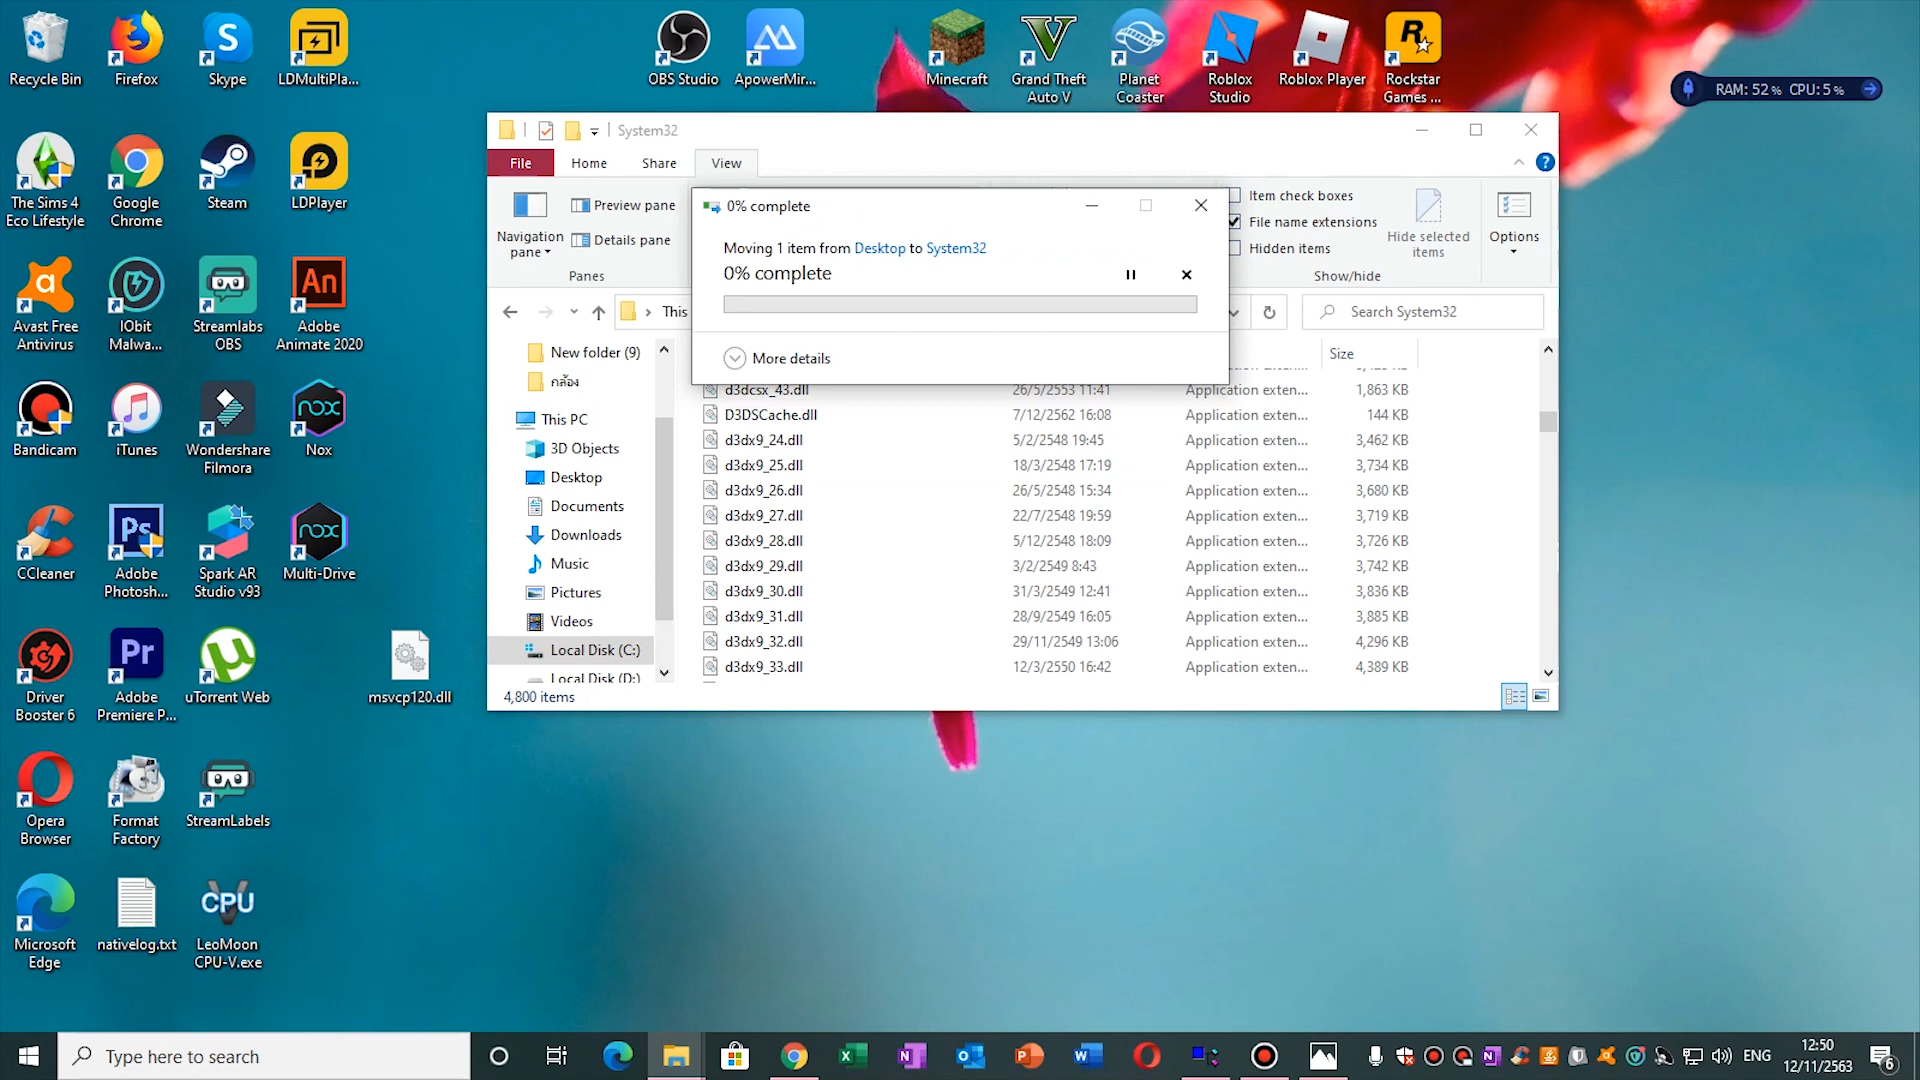 Recycle Bin
Firefox
Skype
LDMultiPla...
OBS Studio
ApowerMir...
Minecraft
Grand Theft
Auto V
Planet
Coaster
Roblox
Studio
Roblox Player
Rockstar
Games ...
RAM: 52 % CPU: 5 %
The Sims 4
Eco Lifestyle
Google
Chrome
Steam
LDPlayer
Avast Free
Antivirus
IObit
Malwa...
Streamlabs
OBS
Adobe
Animate 2020
Bandicam
iTunes
Wondershare
Filmora
Nox
CCleaner
Adobe
Photosh...
Spark AR
Studio v93
Multi-Drive
Driver
Booster 6
Adobe
Premiere P...
uTorrent Web
msvcp120.dll
Opera
Browser
Format
Factory
StreamLabels
Microsoft
Edge
nativelog.txt
LeoMoon
CPU-V.exe
System32
File
Home
Share
View
Navigation
pane
Preview pane
Details pane
Panes
Item check boxes
File name extensions
Hidden items
Hide selected
items
Options
Show/hide
This
Search System32
0% complete
Moving 1 item from Desktop to System32
0% complete
More details
New folder (9)
กล้อง
This PC
3D Objects
Desktop
Documents
Downloads
Music
Pictures
Videos
Local Disk (C:)
Local Disk (D:)
Size
d3dcsx_43.dll 26/5/2553 11:41 Application exten... 1,863 KB
D3DSCache.dll 7/12/2562 16:08 Application exten... 144 KB
d3dx9_24.dll 5/2/2548 19:45 Application exten... 3,462 KB
d3dx9_25.dll 18/3/2548 17:19 Application exten... 3,734 KB
d3dx9_26.dll 26/5/2548 15:34 Application exten... 3,680 KB
d3dx9_27.dll 22/7/2548 19:59 Application exten... 3,719 KB
d3dx9_28.dll 5/12/2548 18:09 Application exten... 3,726 KB
d3dx9_29.dll 3/2/2549 8:43 Application exten... 3,742 KB
d3dx9_30.dll 31/3/2549 12:41 Application exten... 3,836 KB
d3dx9_31.dll 28/9/2549 16:05 Application exten... 3,885 KB
d3dx9_32.dll 29/11/2549 13:06 Application exten... 4,296 KB
d3dx9_33.dll 12/3/2550 16:42 Application exten... 4,389 KB
4,800 items
Type here to search
ENG
12:50
12/11/2563
6